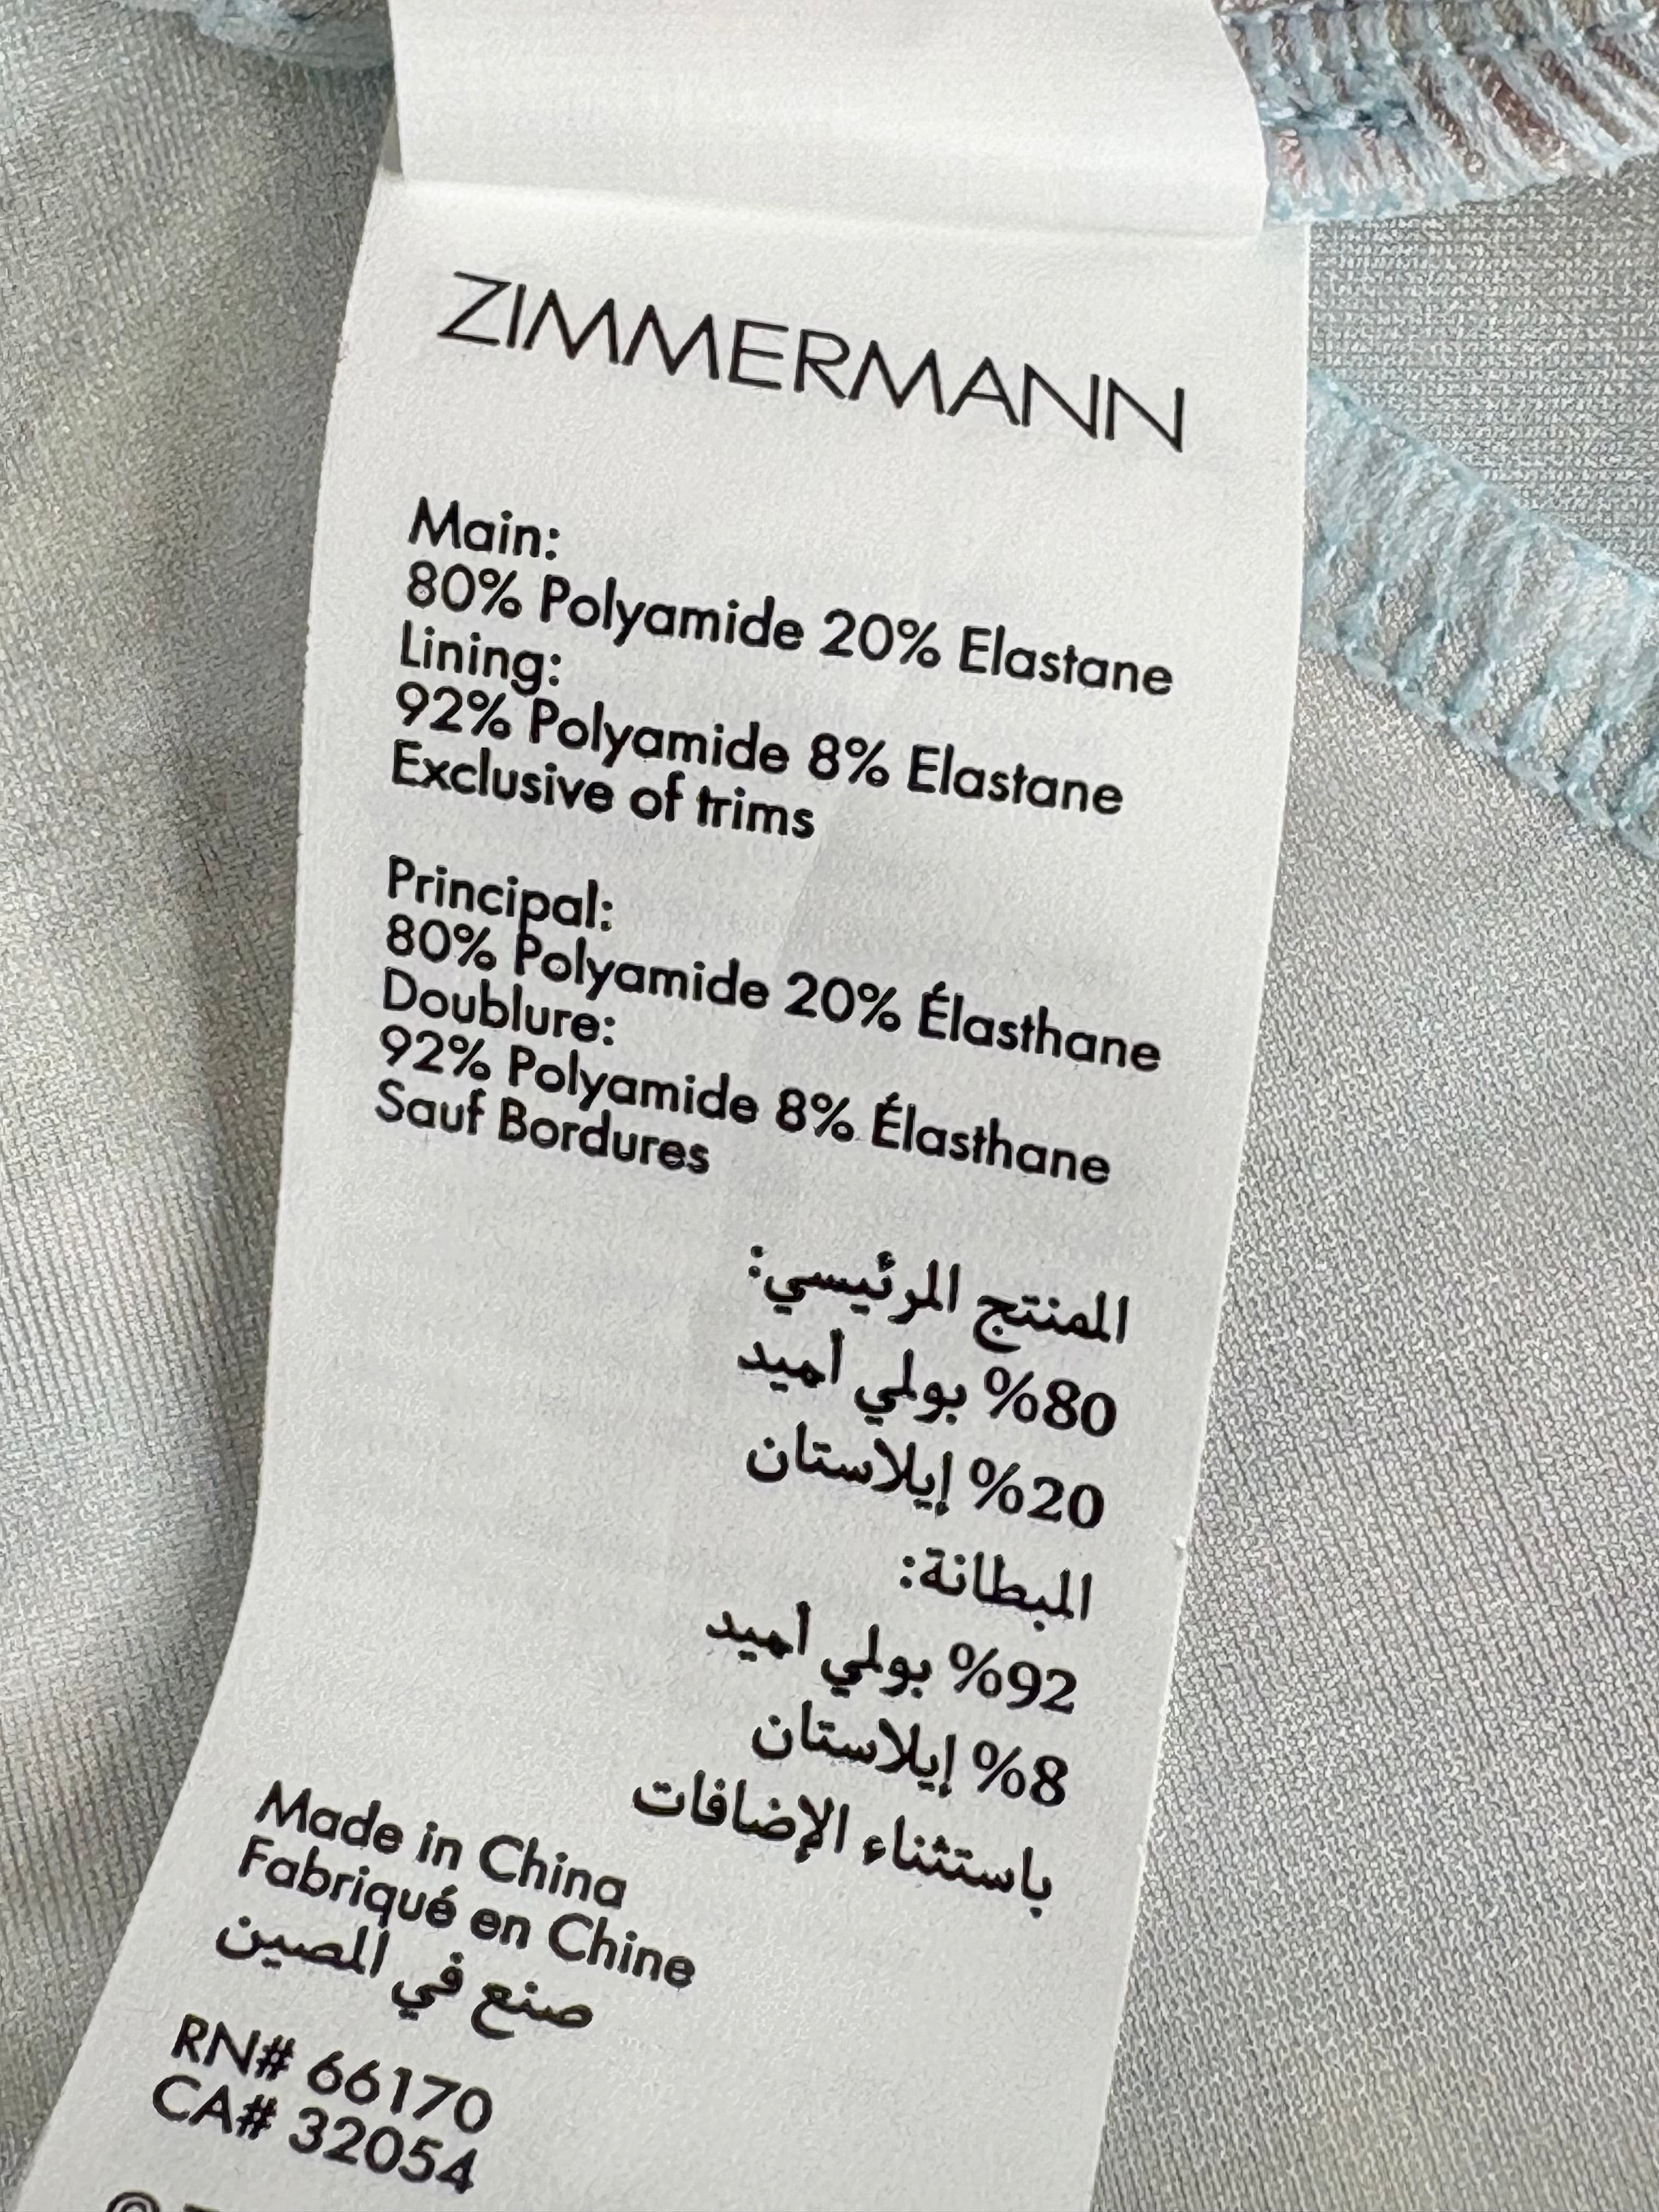 ZIMMERMANN
Main:
80% Polyamide 20% Elastane
Lining:
92% Polyamide 8% Elastane
Exclusive of trims
Principal:
80% Polyamide 20% Élasthane
Doublure:
92% Polyamide 8% Élasthane
Sauf Bordures
المنتج الرئيسي:
80% بولي أميد
20% إيلاستان
البطانة:
92% بولي أميد
8% إيلاستان
باستثناء الإضافات
Made in China
Fabriqué en Chine
صنع في الصين
RN# 66170
CA# 32054